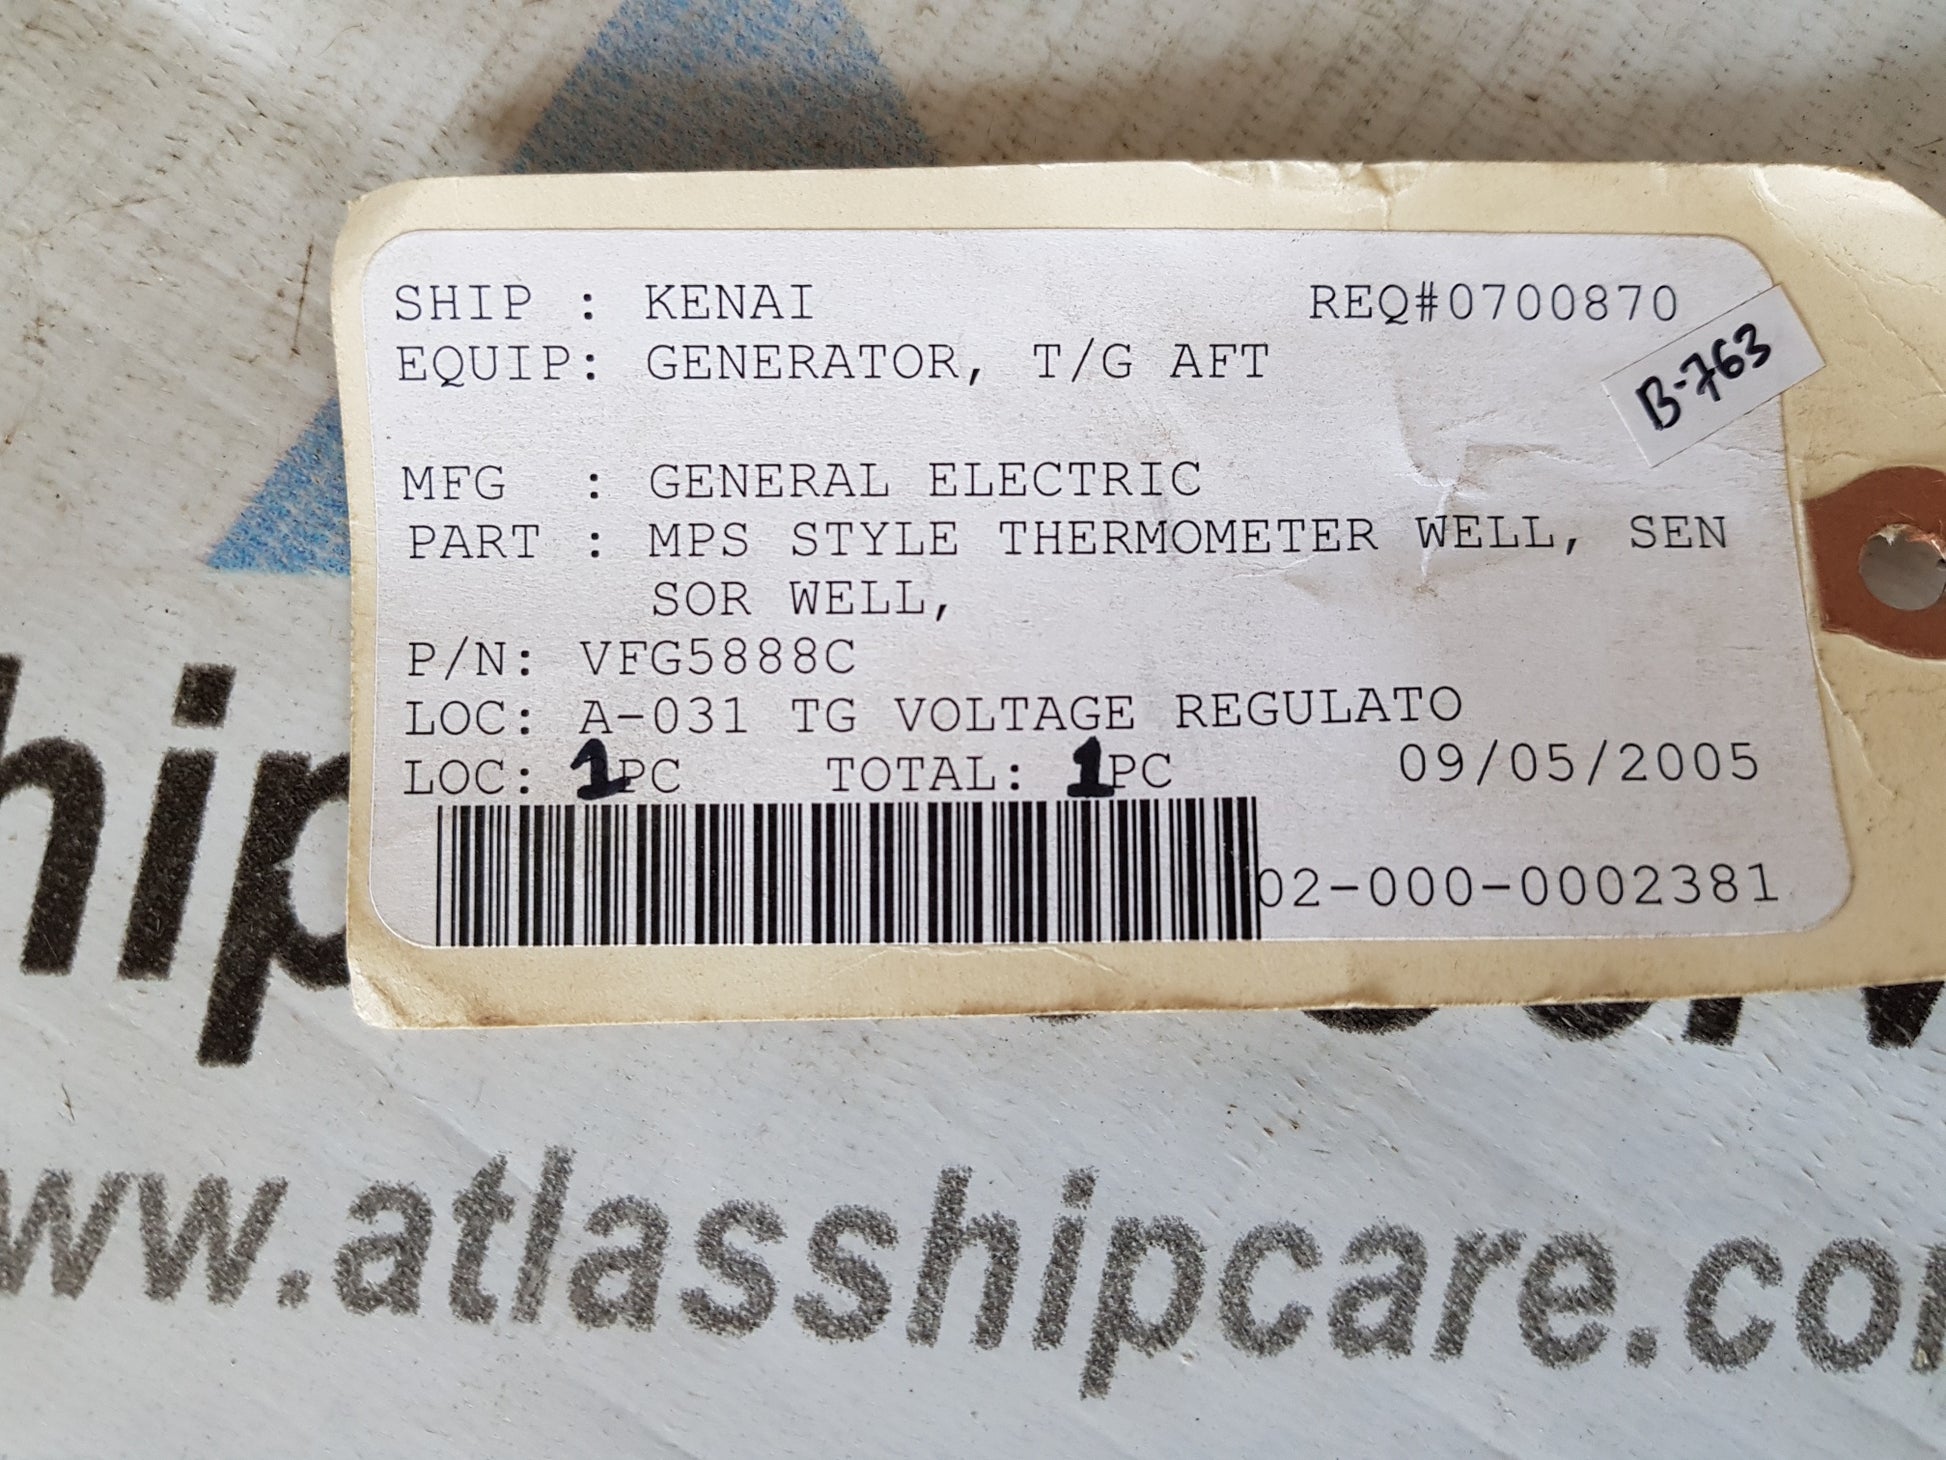 SHIP : KENAI REQ#0700870
EQUIP: GENERATOR, T/G AFT
B-763
MFG : GENERAL ELECTRIC
PART : MPS STYLE THERMOMETER WELL, SEN
SOR WELL,
P/N: VFG5888C
LOC: A-031 TG VOLTAGE REGULATO
LOC: 1PC TOTAL: 1PC 09/05/2005
02-000-0002381
hip
www.atlasshipcare.co